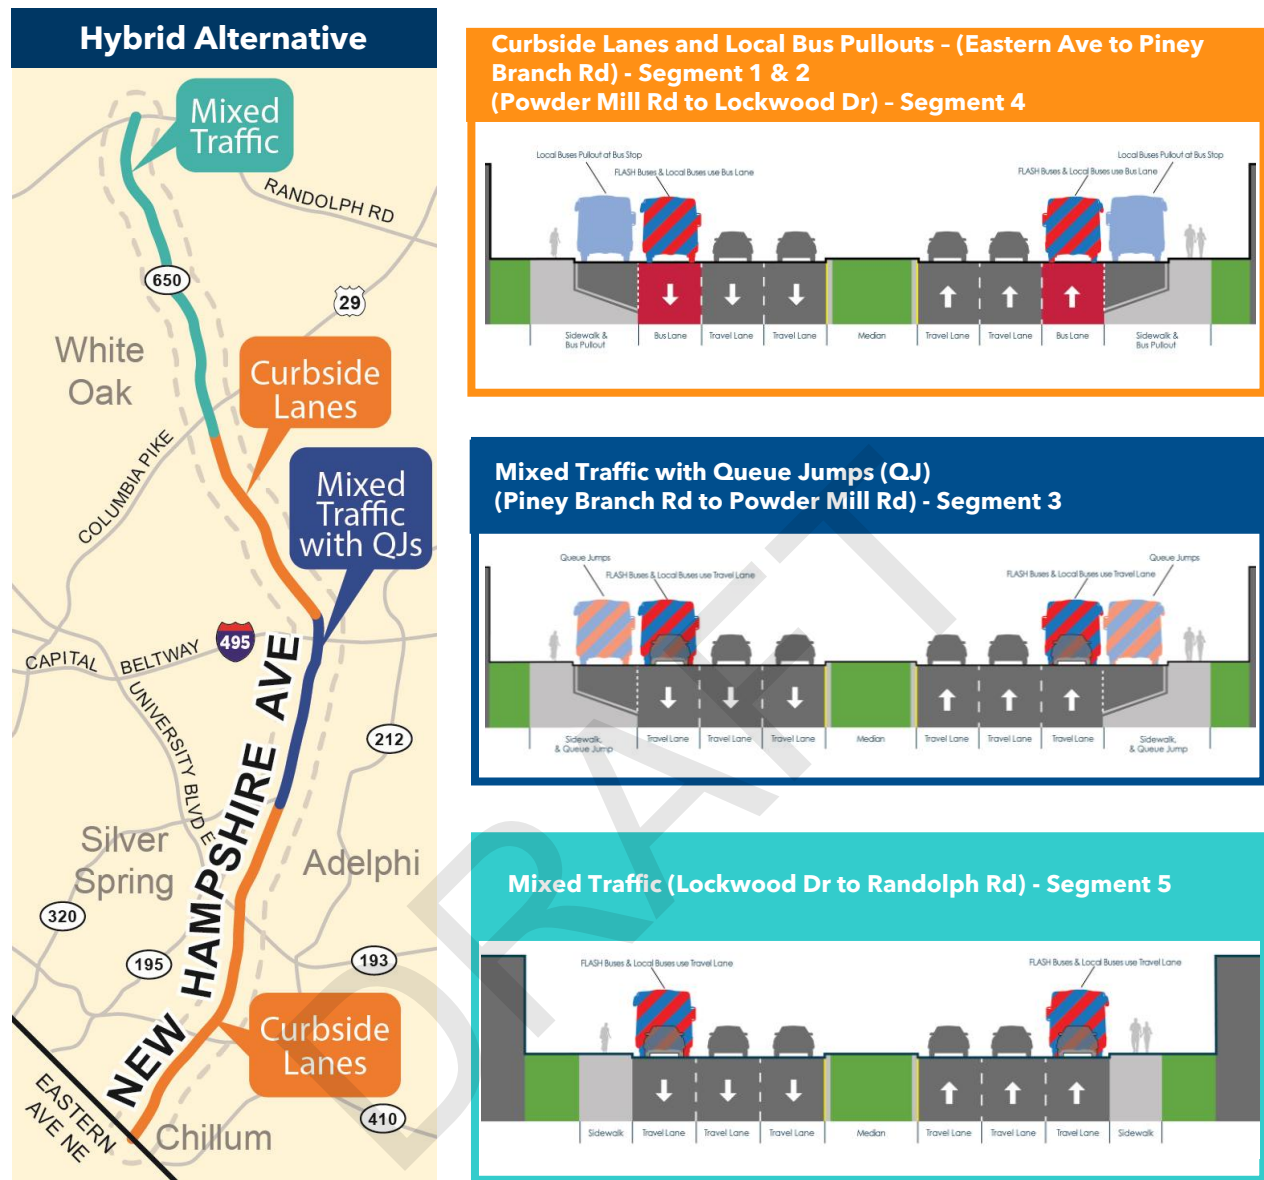 Hybrid Alternative
Mixed
Traffic
RANDOLPH RD
650
29
White
Oak
Curbside
Lanes
COLUMBIA PIKE
Mixed
Traffic
with QJs
495
CAPITAL BELTWAY
UNIVERSITY BLVD E
212
NEW HAMPSHIRE AVE
Silver
Spring
Adelphi
320
195
193
Curbside
Lanes
EASTERN
AVE NE
Chillum
410
Curbside Lanes and Local Bus Pullouts – (Eastern Ave to Piney
Branch Rd) - Segment 1 & 2
(Powder Mill Rd to Lockwood Dr) – Segment 4
Local Buses Pullout at Bus Stop
FLASH Buses & Local Buses use Bus Lane
Local Buses Pullout at Bus Stop
FLASH Buses & Local Buses use Bus Lane
Sidewalk &
Bus Pullout
Bus Lane
Travel Lane
Travel Lane
Median
Travel Lane
Travel Lane
Bus Lane
Sidewalk &
Bus Pullout
Mixed Traffic with Queue Jumps (QJ)
(Piney Branch Rd to Powder Mill Rd) - Segment 3
Queue Jumps
FLASH Buses & Local Buses use Travel Lane
Queue Jumps
FLASH Buses & Local Buses use Travel Lane
Sidewalk,
& Queue Jump
Travel Lane
Travel Lane
Travel Lane
Median
Travel Lane
Travel Lane
Travel Lane
Sidewalk,
& Queue Jump
Mixed Traffic (Lockwood Dr to Randolph Rd) - Segment 5
FLASH Buses & Local Buses use Travel Lane
FLASH Buses & Local Buses use Travel Lane
Sidewalk
Travel Lane
Travel Lane
Travel Lane
Median
Travel Lane
Travel Lane
Travel Lane
Sidewalk
DRAFT